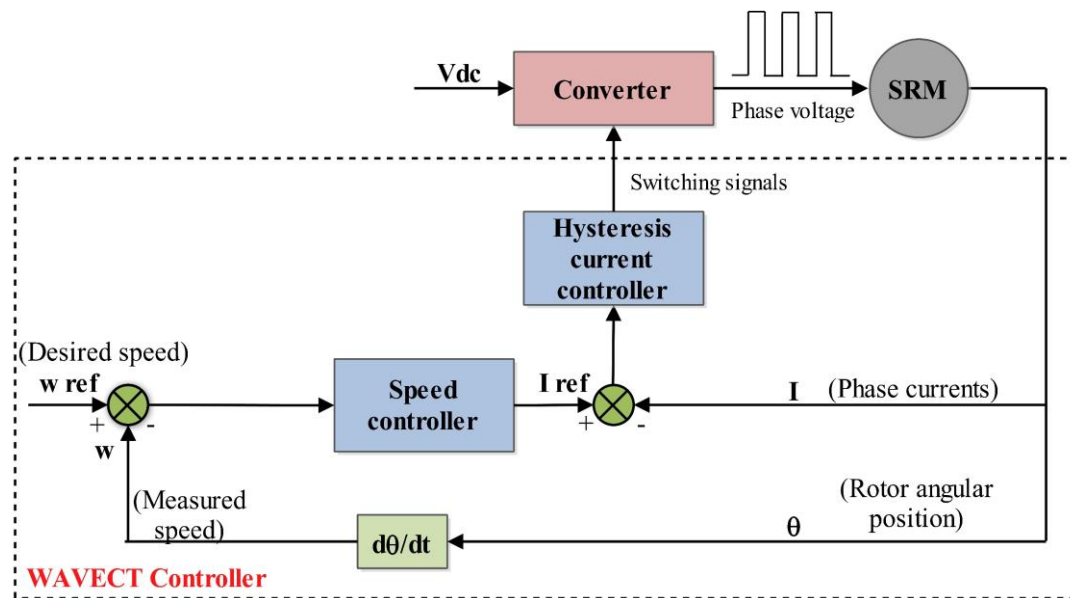 Vdc
Converter
Phase voltage
SRM
Switching signals
Hysteresis
current
controller
(Desired speed)
w ref
+
-
w
Speed
controller
I ref
+
-
I
(Phase currents)
(Measured
speed)
dθ/dt
θ
(Rotor angular
position)
WAVECT Controller